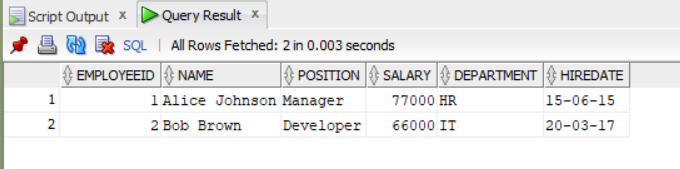 Script Output x Query Result x
SQL | All Rows Fetched: 2 in 0.003 seconds
EMPLOYEEID NAME POSITION SALARY DEPARTMENT HIREDATE
1 1 Alice Johnson Manager 77000 HR 15-06-15
2 2 Bob Brown Developer 66000 IT 20-03-17